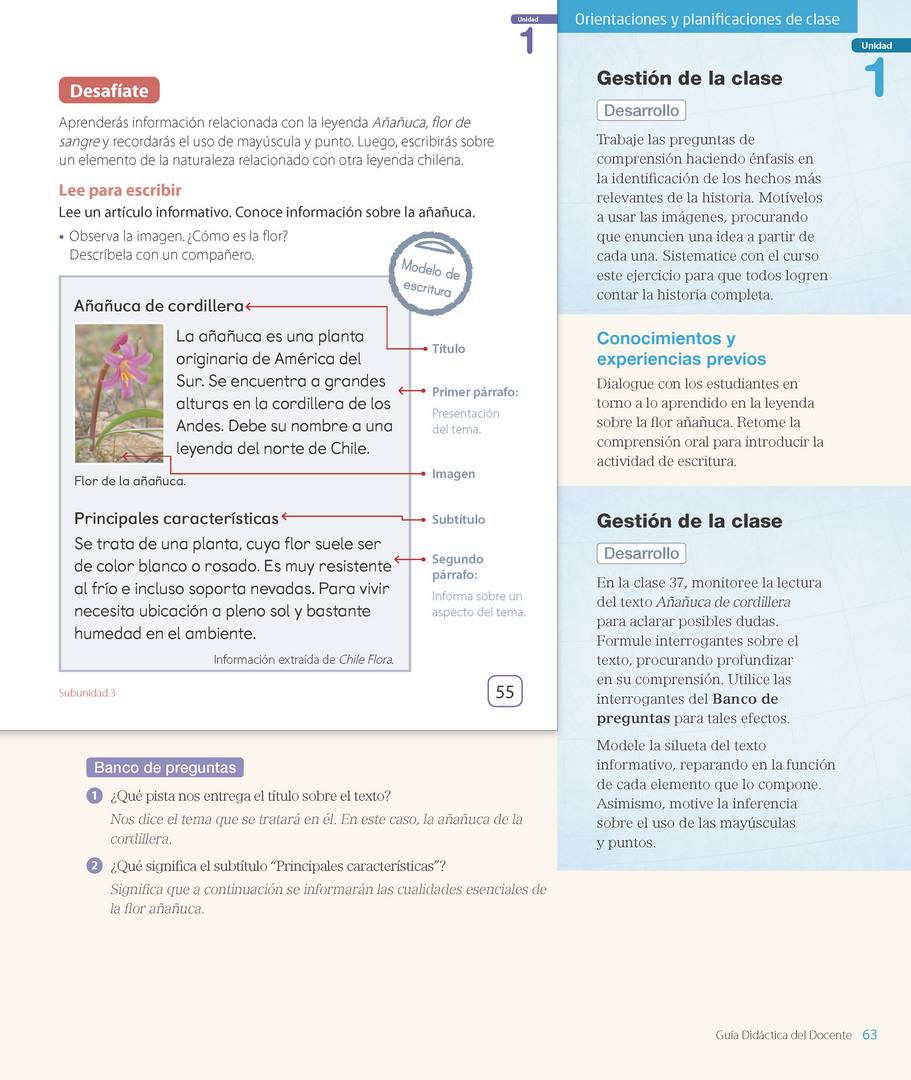 Unidad
1
Desafíate
Aprenderás información relacionada con la leyenda Añañuca, flor de
sangre y recordarás el uso de mayúscula y punto. Luego, escribirás sobre
un elemento de la naturaleza relacionado con otra leyenda chilena.
Lee para escribir
Lee un artículo informativo. Conoce información sobre la añañuca.
• Observa la imagen. ¿Cómo es la flor?
Descríbela con un compañero.
Modelo de
escritura
Añañuca de cordillera
La añañuca es una planta
originaria de América del
Sur. Se encuentra a grandes
alturas en la cordillera de los
Andes. Debe su nombre a una
leyenda del norte de Chile.
Flor de la añañuca.
Principales características
Se trata de una planta, cuya flor suele ser
de color blanco o rosado. Es muy resistente
al frío e incluso soporta nevadas. Para vivir
necesita ubicación a pleno sol y bastante
humedad en el ambiente.
Información extraída de Chile Flora.
Título
Primer párrafo:
Presentación
del tema.
Imagen
Subtítulo
Segundo
párrafo:
Informa sobre un
aspecto del tema.
Subunidad 3
55
Banco de preguntas
1 ¿Qué pista nos entrega el título sobre el texto?
Nos dice el tema que se tratará en él. En este caso, la añañuca de la
cordillera.
2 ¿Qué significa el subtítulo “Principales características”?
Significa que a continuación se informarán las cualidades esenciales de
la flor añañuca.
Orientaciones y planificaciones de clase
Unidad
1
Gestión de la clase
Desarrollo
Trabaje las preguntas de
comprensión haciendo énfasis en
la identificación de los hechos más
relevantes de la historia. Motívelos
a usar las imágenes, procurando
que enuncien una idea a partir de
cada una. Sistematice con el curso
este ejercicio para que todos logren
contar la historia completa.
Conocimientos y
experiencias previos
Dialogue con los estudiantes en
torno a lo aprendido en la leyenda
sobre la flor añañuca. Retome la
comprensión oral para introducir la
actividad de escritura.
Gestión de la clase
Desarrollo
En la clase 37, monitoree la lectura
del texto Añañuca de cordillera
para aclarar posibles dudas.
Formule interrogantes sobre el
texto, procurando profundizar
en su comprensión. Utilice las
interrogantes del Banco de
preguntas para tales efectos.
Modele la silueta del texto
informativo, reparando en la función
de cada elemento que lo compone.
Asimismo, motive la inferencia
sobre el uso de las mayúsculas
y puntos.
Guía Didáctica del Docente 63